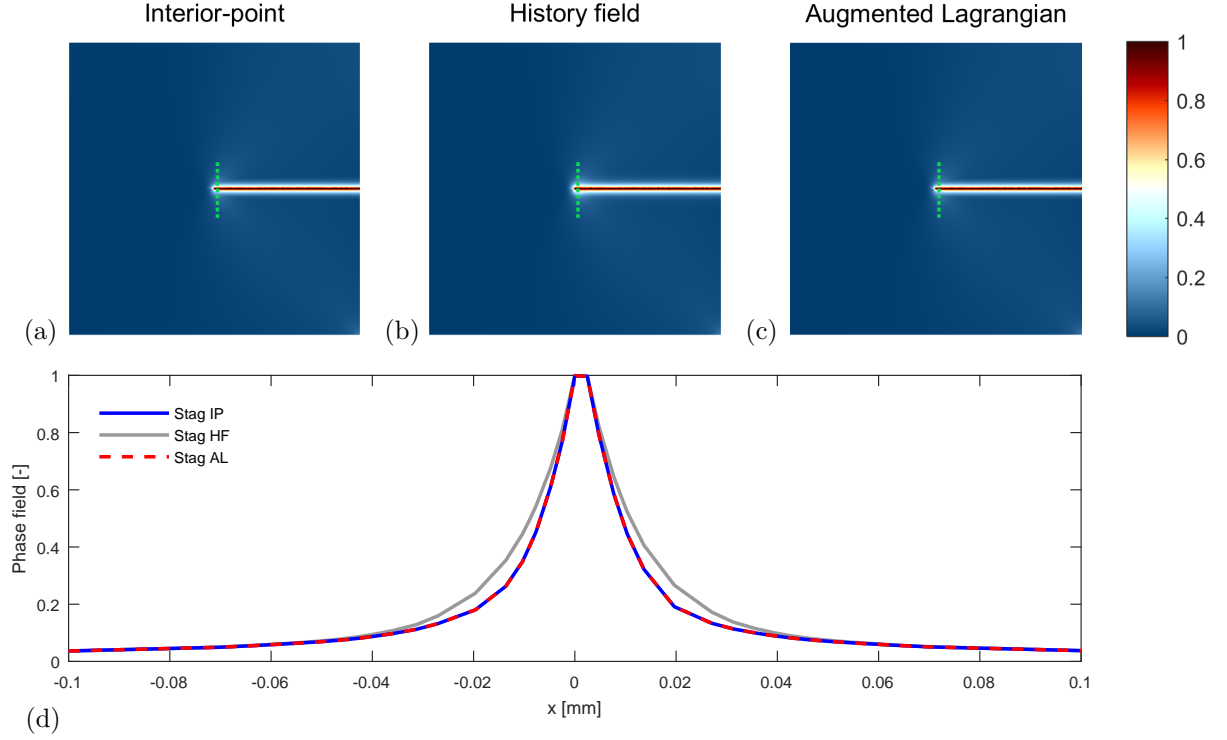 Interior-point
History field
Augmented Lagrangian
1
0.8
0.6
0.4
0.2
0
(a)
(b)
(c)
1
0.8
0.6
0.4
0.2
0
Phase field [-]
Stag IP
Stag HF
Stag AL
-0.1 -0.08 -0.06 -0.04 -0.02 0 0.02 0.04 0.06 0.08 0.1
x [mm]
(d)